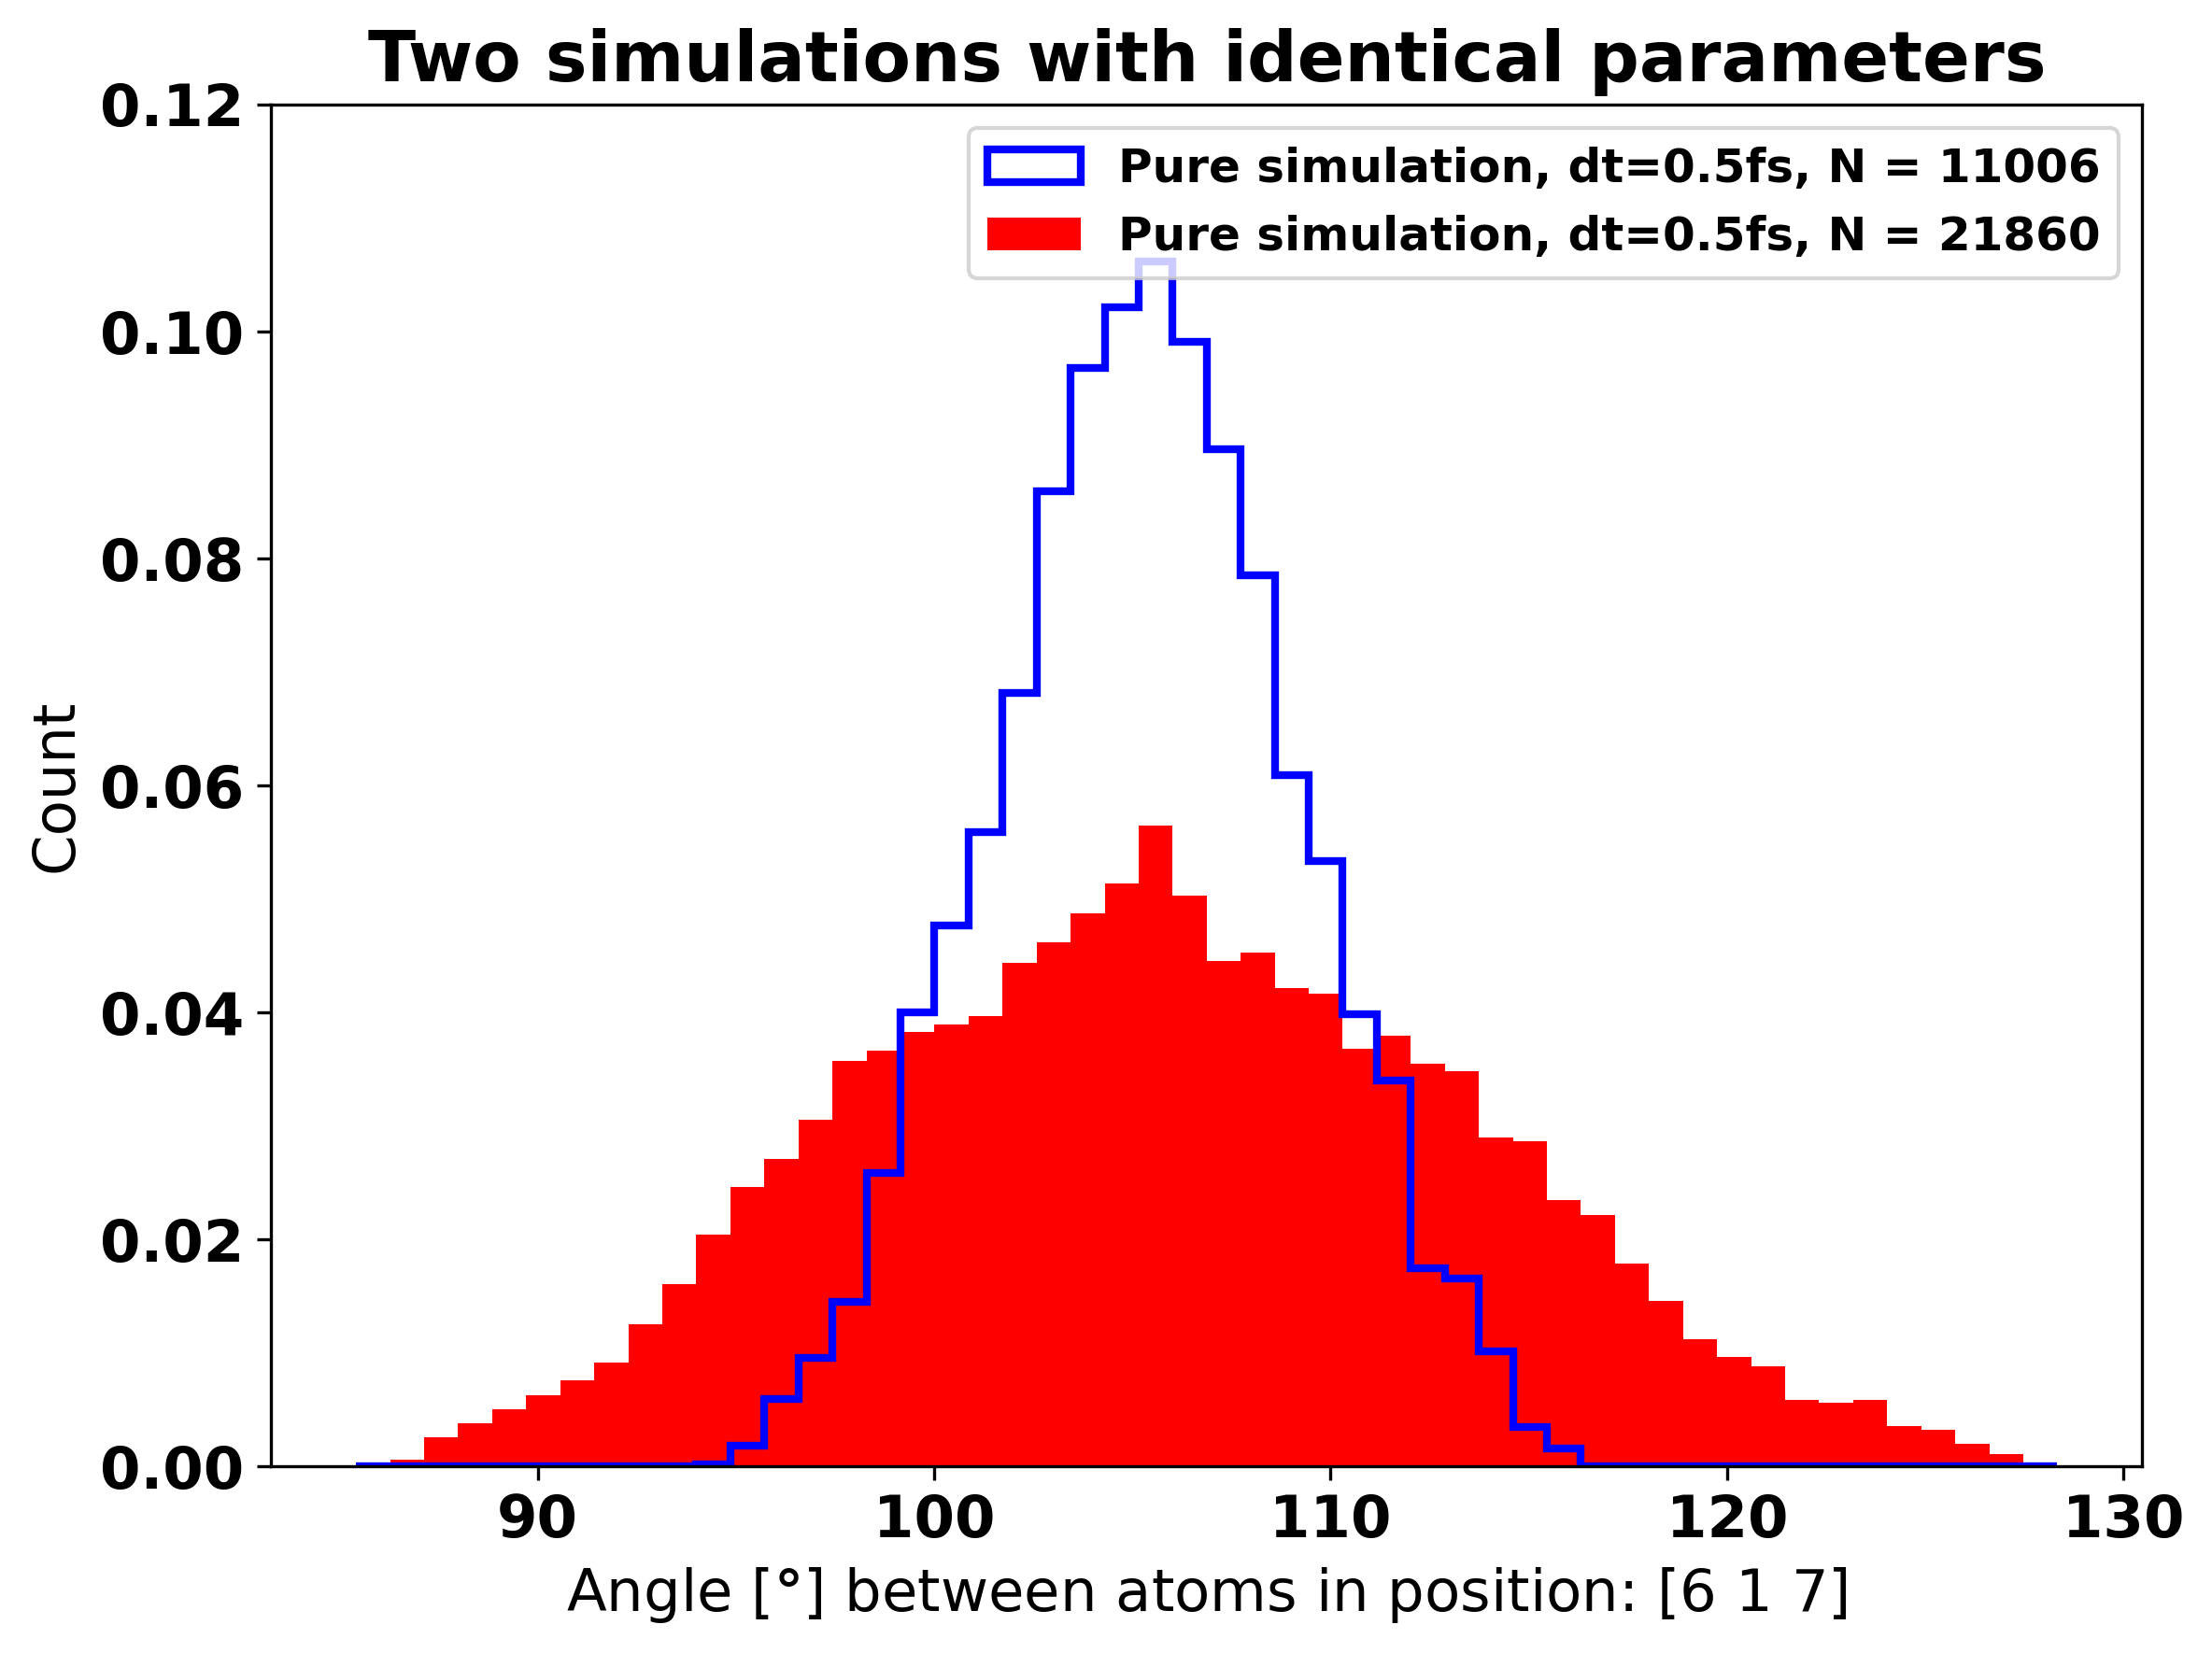 Two simulations with identical parameters
0.12
Pure simulation, dt=0.5fs, N = 11006
Pure simulation, dt=0.5fs, N = 21860
0.10
0.08
0.06
0.04
0.02
0.00
Count
90 100 110 120 130
Angle [°] between atoms in position: [6 1 7]